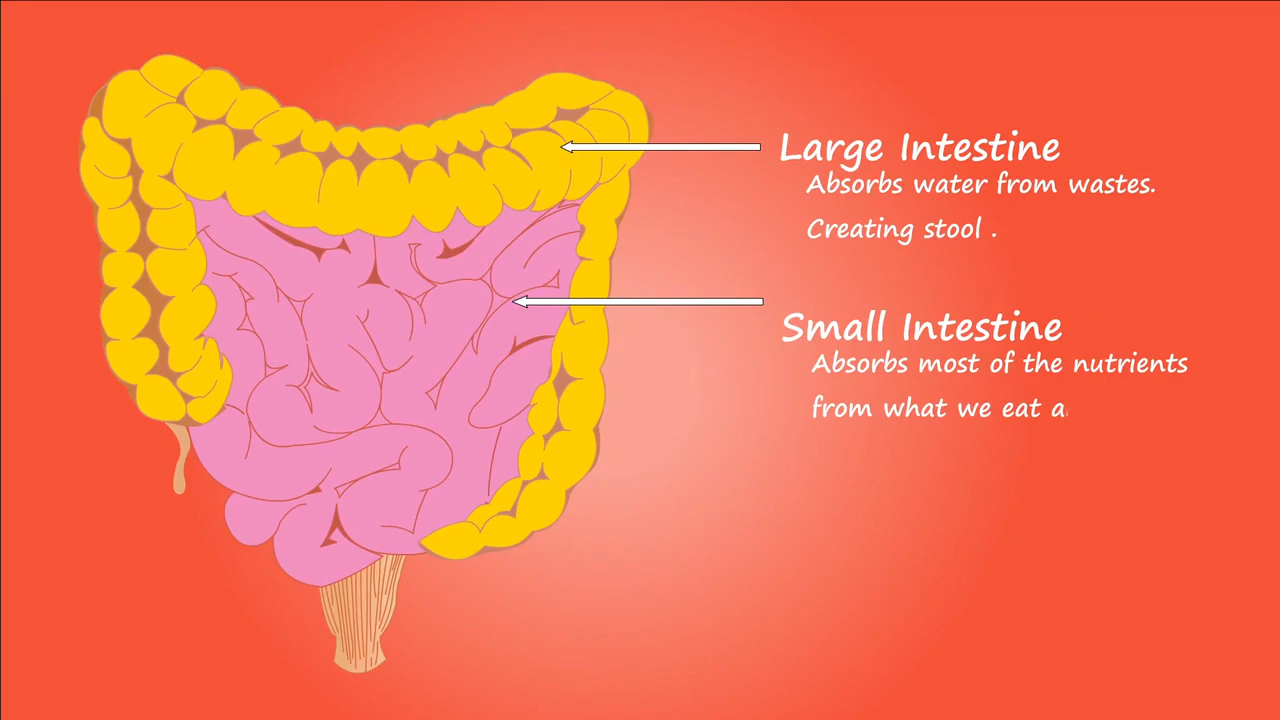 Large Intestine
Absorbs water from wastes.
Creating stool .
Small Intestine
Absorbs most of the nutrients
from what we eat a